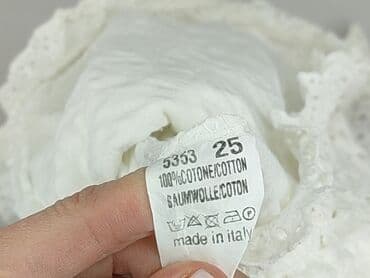 5353 25
100%COTONE/COTTON
BAUMWOLLE/COTON
made in italy